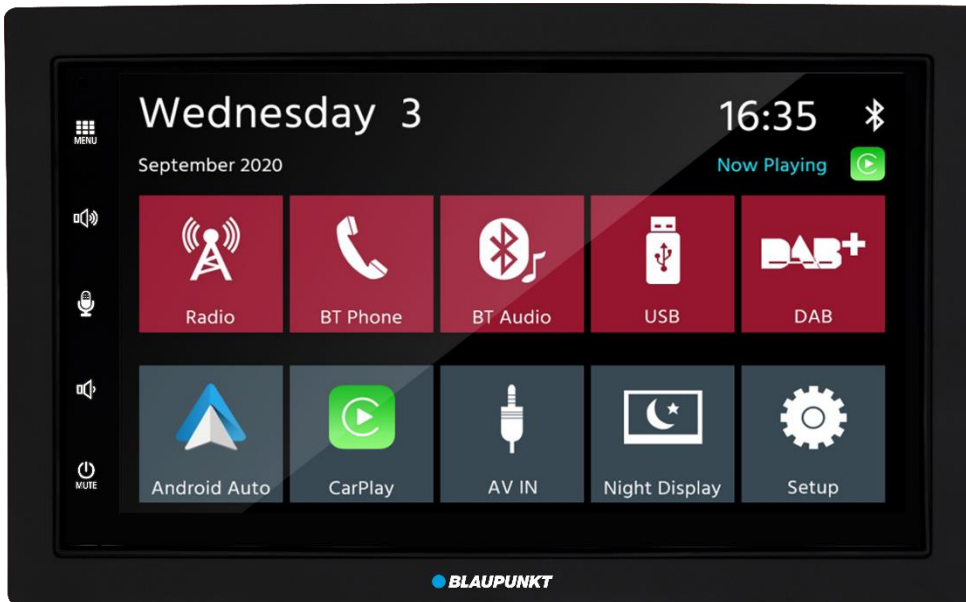 Wednesday 3
16:35
September 2020
Now Playing
MENU
Radio
BT Phone
BT Audio
USB
DAB+
DAB
Android Auto
CarPlay
AV IN
Night Display
Setup
MUTE
BLAUPUNKT